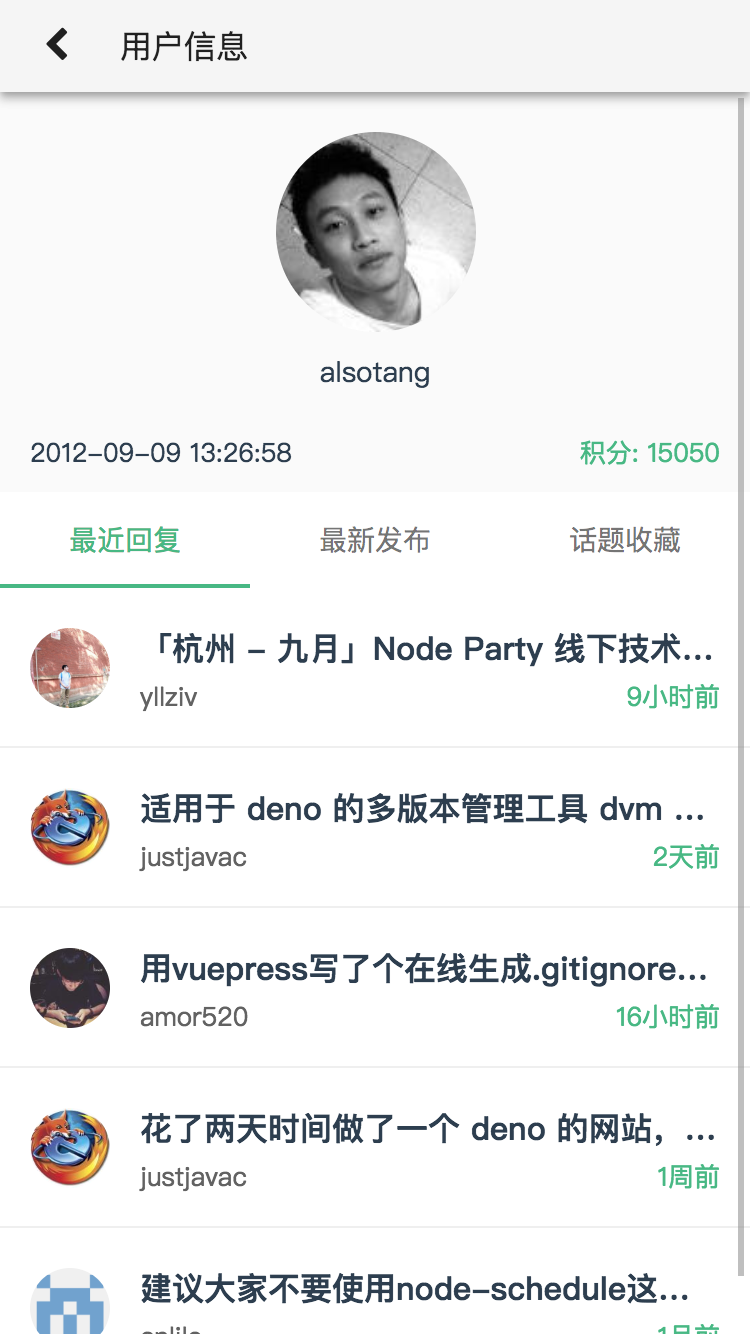 用户信息
alsotang
2012-09-09 13:26:58
积分: 15050
最近回复
最新发布
话题收藏
「杭州 - 九月」Node Party 线下技术...
yllziv
9小时前
适用于 deno 的多版本管理工具 dvm ...
justjavac
2天前
用vuepress写了个在线生成.gitignore...
amor520
16小时前
花了两天时间做了一个 deno 的网站，...
justjavac
1周前
建议大家不要使用node-schedule这...
1月前